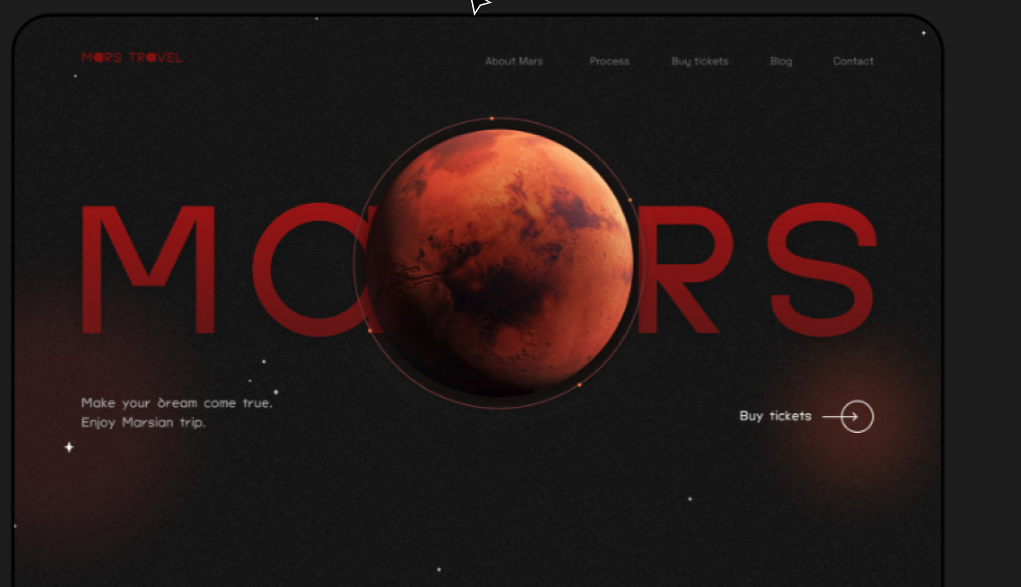 MARS TRAVEL
About Mars Process Buy tickets Blog Contact
MARS
Make your dream come true.
Enjoy Marsian trip.
Buy tickets